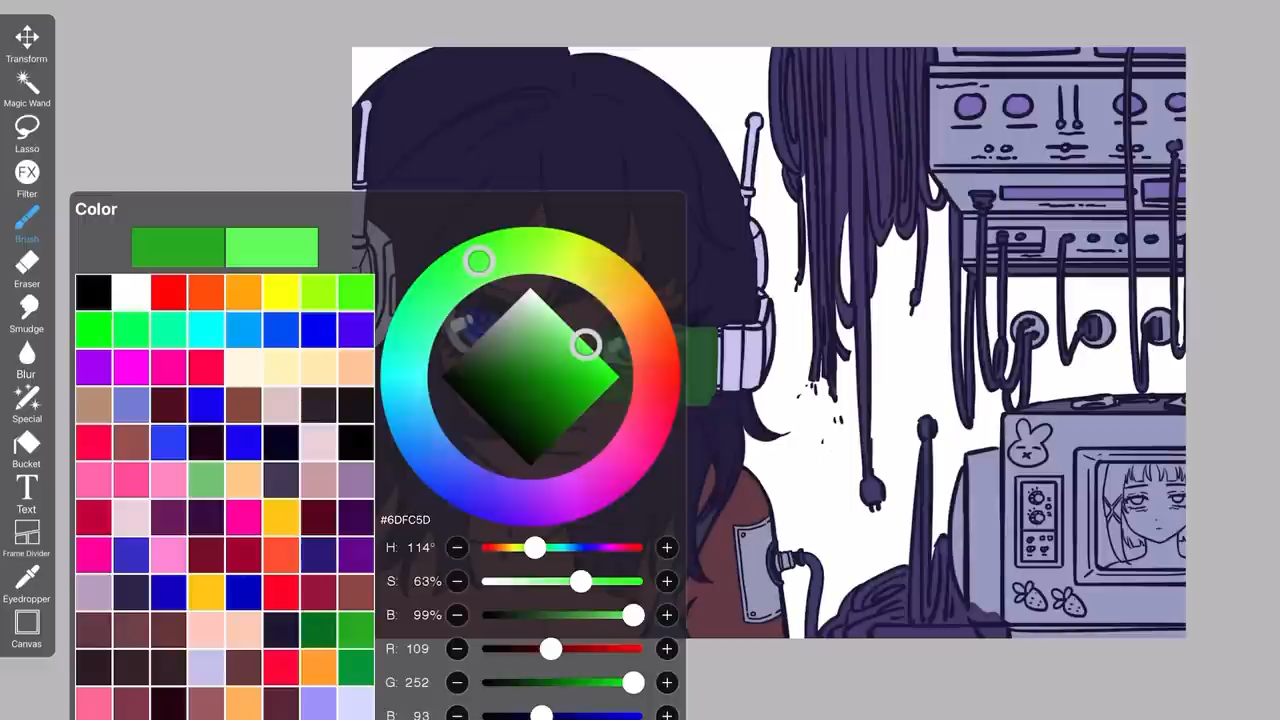 Transform
Magic Wand
Lasso
FX
Filter
Brush
Eraser
Smudge
Blur
Special
Bucket
T
Text
Frame Divider
Eyedropper
Canvas
Color
#6DFC5D
H: 114°
S: 63%
B: 99%
R: 109
G: 252
B: 93